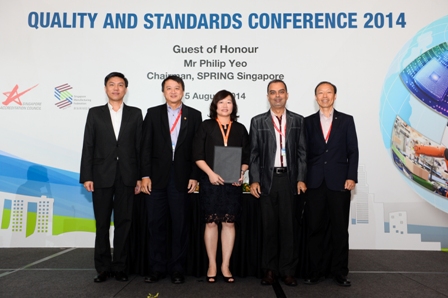 QUALITY AND STANDARDS CONFERENCE 2014
Guest of Honour
Mr Philip Yeo
Chairman, SPRING Singapore
5 August 2014